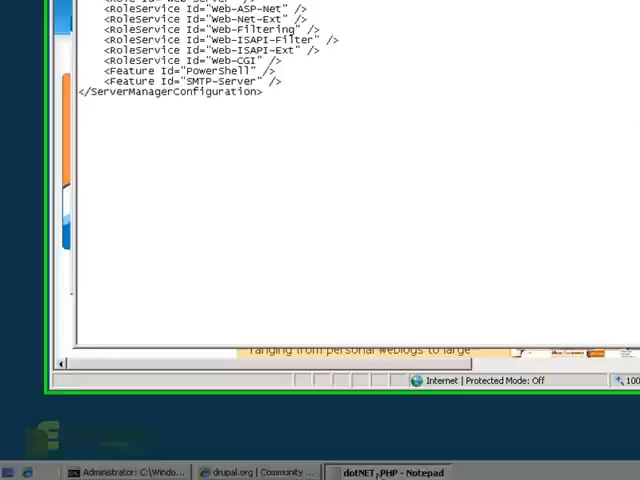 <RoleService Id="Web-ASP-Net" />
<RoleService Id="Web-Net-Ext" />
<RoleService Id="Web-Filtering" />
<RoleService Id="Web-ISAPI-Filter" />
<RoleService Id="Web-ISAPI-Ext" />
<RoleService Id="Web-CGI" />
<Feature Id="PowerShell" />
<Feature Id="SMTP-Server" />
</ServerManagerConfiguration>
ranging from personal weblogs to large
Internet | Protected Mode: Off
100
Administrator: C:\Windo...
drupal.org | Community ...
dotNET_PHP - Notepad